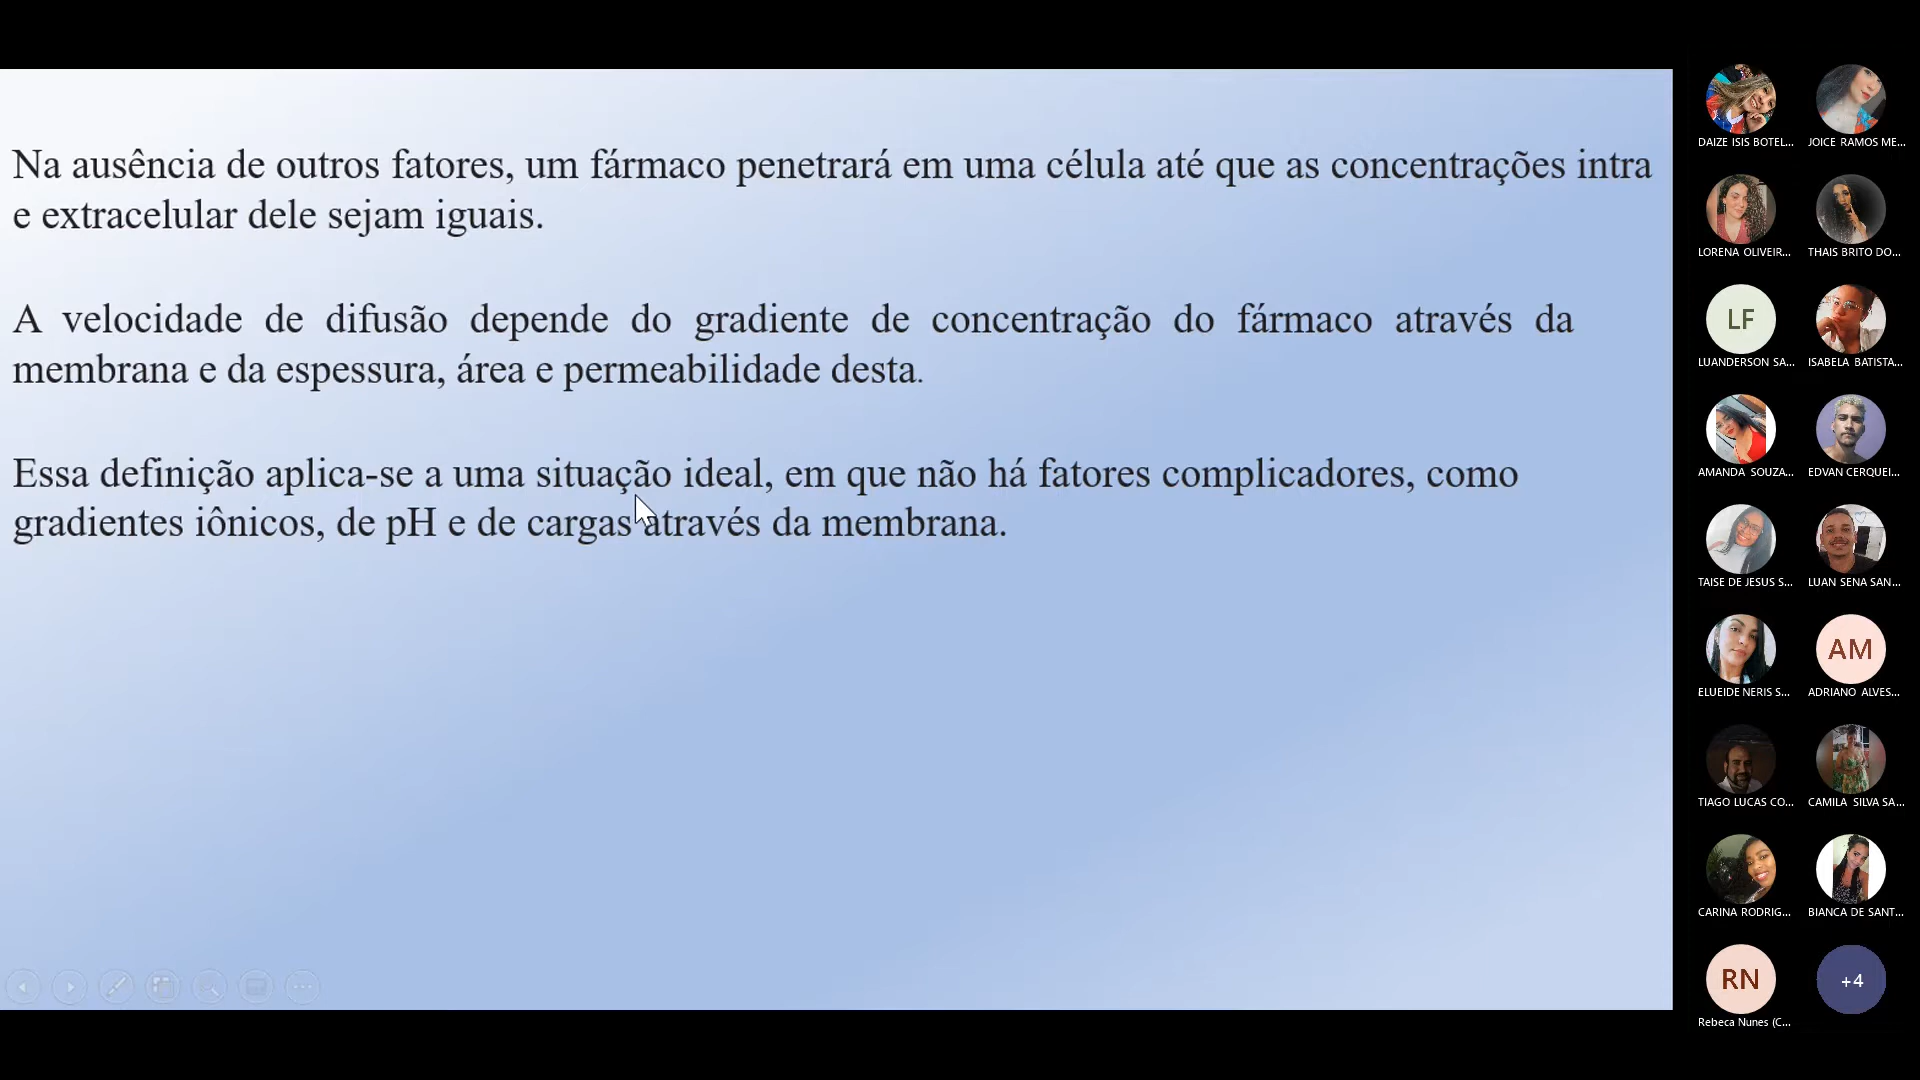 Na ausência de outros fatores, um fármaco penetrará em uma célula até que as concentrações intra
e extracelular dele sejam iguais.
A velocidade de difusão depende do gradiente de concentração do fármaco através da
membrana e da espessura, área e permeabilidade desta.
Essa definição aplica-se a uma situação ideal, em que não há fatores complicadores, como
gradientes iônicos, de pH e de cargas através da membrana.
DAIZE ISIS BOTEL...
JOICE RAMOS ME...
LORENA OLIVEIR...
THAIS BRITO DO...
LF
LUANDERSON SA...
ISABELA BATISTA...
AMANDA SOUZA...
EDVAN CERQUEI...
TAISE DE JESUS S...
LUAN SENA SAN...
ELUEIDE NERIS S...
AM
ADRIANO ALVES...
TIAGO LUCAS CO...
CAMILA SILVA SA...
CARINA RODRIG...
BIANCA DE SANT...
RN
Rebeca Nunes (C...
+4